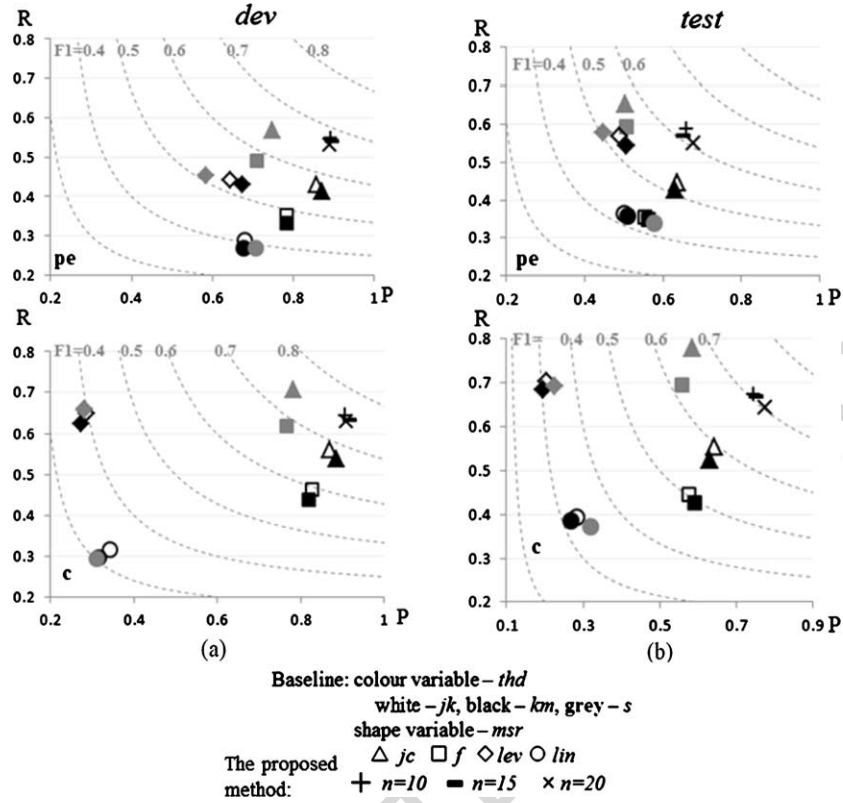 dev
test
R
F1=0.4 0.5 0.6 0.7 0.8
0.8
0.7
0.6
0.5
0.4
0.3
0.2
pe
0.2 0.4 0.6 0.8 1 P
R
F1=0.4 0.5 0.6
0.8
0.7
0.6
0.5
0.4
0.3
0.2
pe
0.2 0.4 0.6 0.8 1 P
R
F1=0.4 0.5 0.6 0.7 0.8
0.8
0.7
0.6
0.5
0.4
0.3
0.2
c
0.2 0.4 0.6 0.8 1 P
(a)
R
F1= 0.4 0.5 0.6 0.7
0.8
0.7
0.6
0.5
0.4
0.3
0.2
c
0.1 0.3 0.5 0.7 0.9 P
(b)
Baseline: colour variable – thd
white – jk, black – km, grey – s
shape variable – msr
jc f lev lin
The proposed method: n=10 n=15 n=20